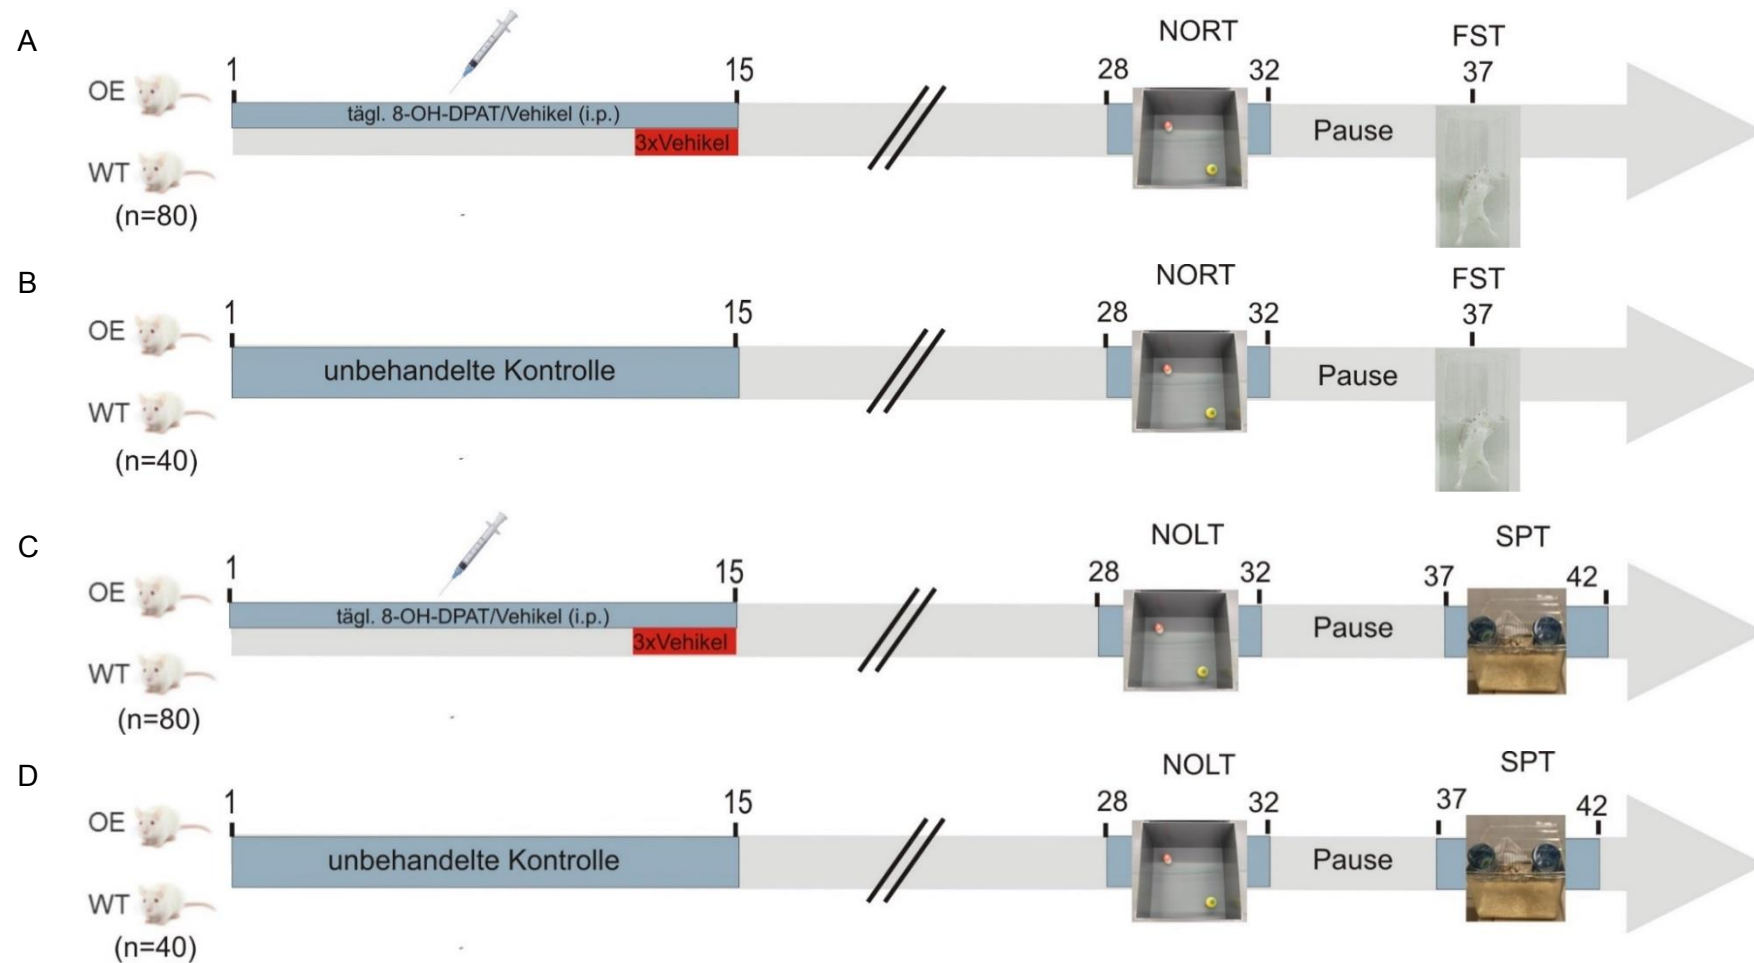 A
NORT
FST
OE
1
15
28
32
37
tägl. 8-OH-DPAT/Vehikel (i.p.)
3xVehikel
Pause
WT
(n=80)
B
NORT
FST
OE
1
15
28
32
37
unbehandelte Kontrolle
Pause
WT
(n=40)
C
NOLT
SPT
OE
1
15
28
32
37
42
tägl. 8-OH-DPAT/Vehikel (i.p.)
3xVehikel
Pause
WT
(n=80)
D
NOLT
SPT
OE
1
15
28
32
37
42
unbehandelte Kontrolle
Pause
WT
(n=40)